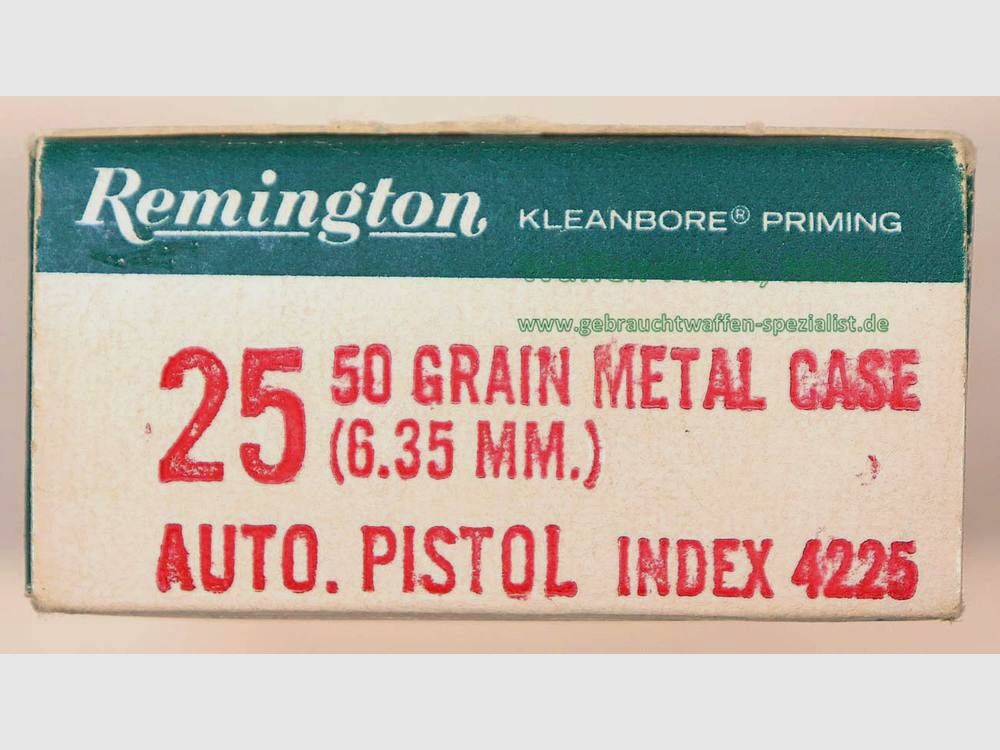 Remington KLEANBORE® PRIMING
www.gebrauchtwaffen-spezialist.de
25 50 GRAIN METAL CASE
(6.35 MM.)
AUTO. PISTOL INDEX 4225